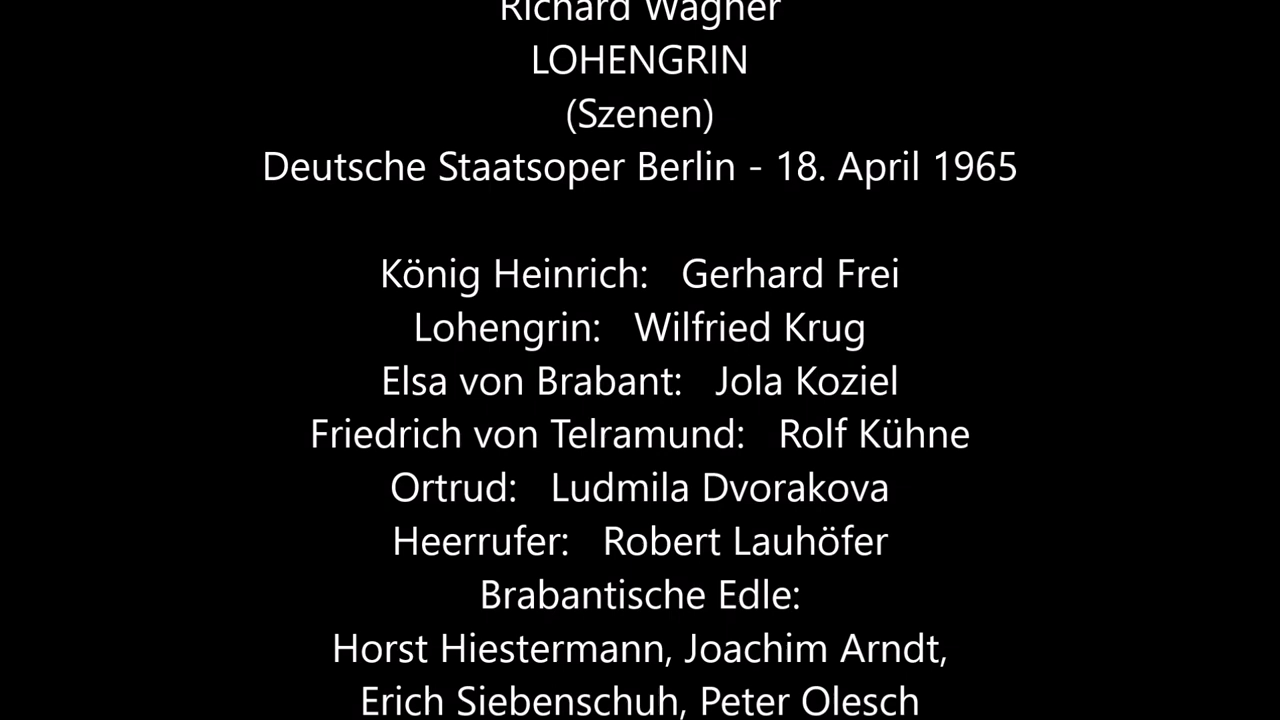 Richard Wagner
LOHENGRIN
(Szenen)
Deutsche Staatsoper Berlin - 18. April 1965
König Heinrich: Gerhard Frei
Lohengrin: Wilfried Krug
Elsa von Brabant: Jola Koziel
Friedrich von Telramund: Rolf Kühne
Ortrud: Ludmila Dvorakova
Heerrufer: Robert Lauhöfer
Brabantische Edle:
Horst Hiestermann, Joachim Arndt,
Erich Siebenschuh, Peter Olesch